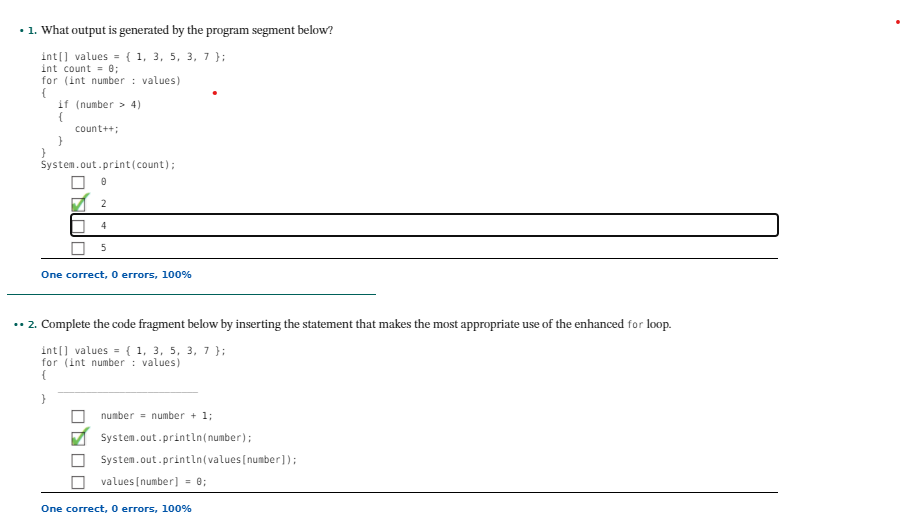 •1. What output is generated by the program segment below?
int[] values = { 1, 3, 5, 3, 7 };
int count = 0;
for (int number : values)
{
   if (number > 4)
   {
      count++;
   }
}
System.out.print(count);
0
2
4
5
One correct, 0 errors, 100%
•• 2. Complete the code fragment below by inserting the statement that makes the most appropriate use of the enhanced for loop.
int[] values = { 1, 3, 5, 3, 7 };
for (int number : values)
{
   _________________________
}
number = number + 1;
System.out.println(number);
System.out.println(values[number]);
values[number] = 0;
One correct, 0 errors, 100%